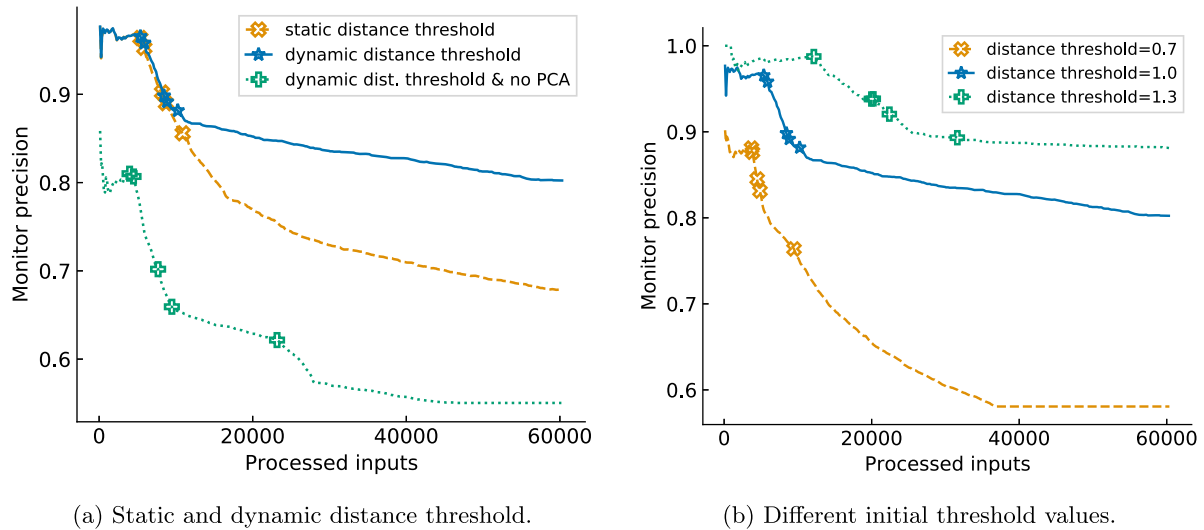 static distance threshold
dynamic distance threshold
dynamic dist. threshold & no PCA
0.9
0.8
0.7
0.6
Monitor precision
0
20000
40000
60000
Processed inputs
(a) Static and dynamic distance threshold.
distance threshold=0.7
distance threshold=1.0
distance threshold=1.3
1.0
0.9
0.8
0.7
0.6
Monitor precision
0
20000
40000
60000
Processed inputs
(b) Different initial threshold values.